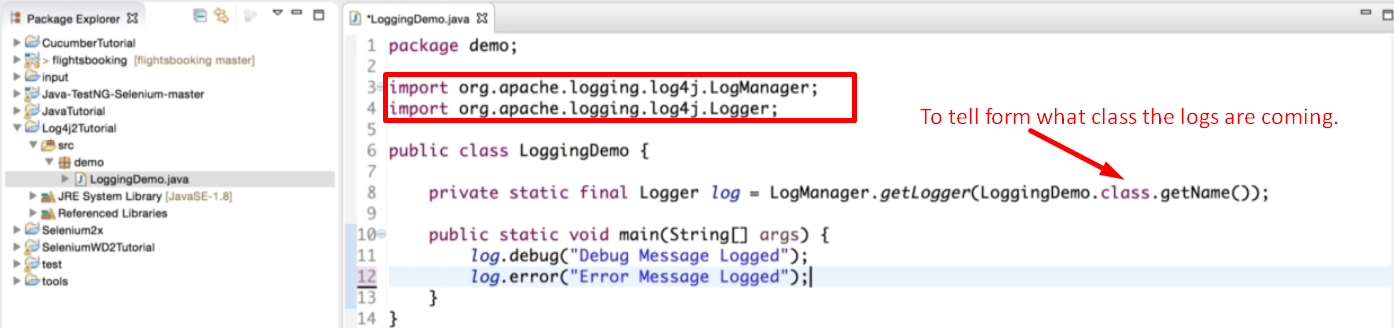 Package Explorer
CucumberTutorial
> flightsbooking [flightsbooking master]
input
Java-TestNG-Selenium-master
JavaTutorial
Log4j2Tutorial
src
demo
LoggingDemo.java
JRE System Library [JavaSE-1.8]
Referenced Libraries
Selenium2x
SeleniumWD2Tutorial
test
tools
*LoggingDemo.java
1 package demo;
2
3 import org.apache.logging.log4j.LogManager;
4 import org.apache.logging.log4j.Logger;
5
To tell form what class the logs are coming.
6 public class LoggingDemo {
7
8 private static final Logger log = LogManager.getLogger(LoggingDemo.class.getName());
9
10 public static void main(String[] args) {
11 log.debug("Debug Message Logged");
12 log.error("Error Message Logged");
13 }
14 }